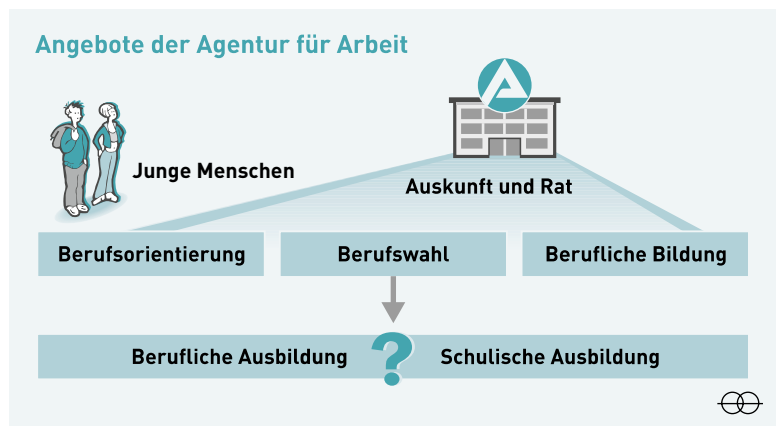 Angebote der Agentur für Arbeit
Junge Menschen
Auskunft und Rat
Berufsorientierung
Berufswahl
Berufliche Bildung
Berufliche Ausbildung ? Schulische Ausbildung